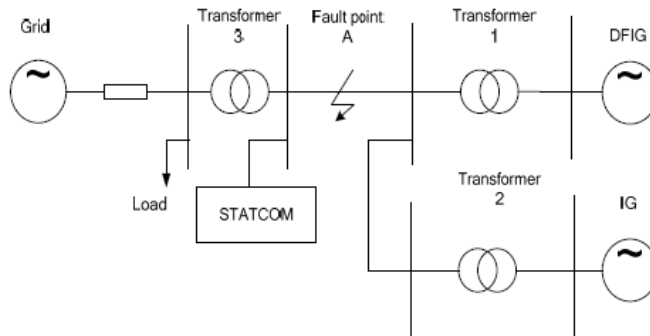 Grid
Transformer
3
Fault point
A
Transformer
1
DFIG
Load
STATCOM
Transformer
2
IG